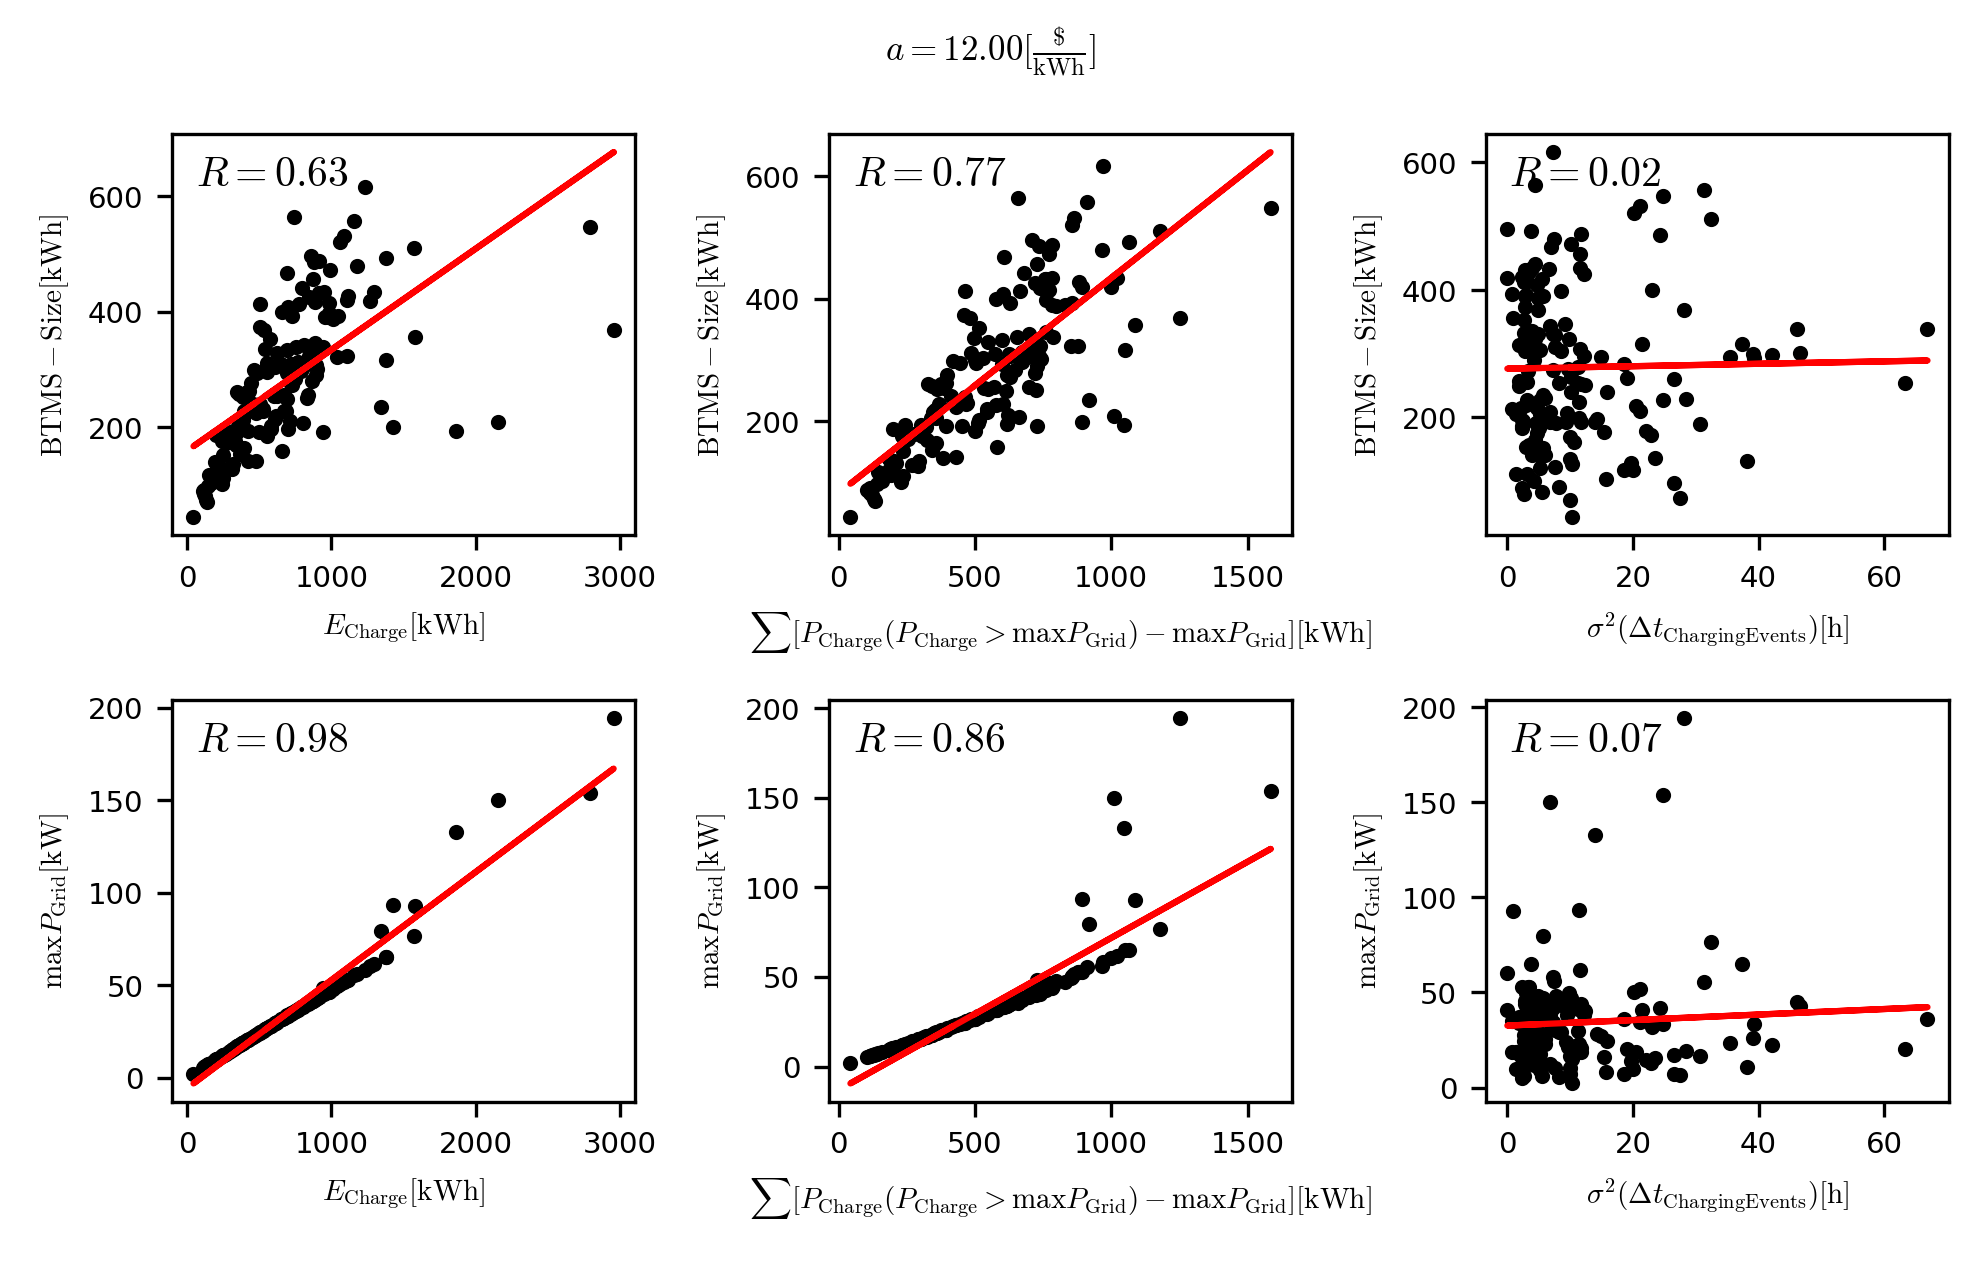 a = 12.00[$/kWh]
R = 0.63
BTMS − Size[kWh]
600
400
200
0 1000 2000 3000
E_Charge[kWh]
R = 0.77
BTMS − Size[kWh]
600
400
200
0 500 1000 1500
∑[P_Charge(P_Charge > maxP_Grid) − maxP_Grid][kWh]
R = 0.02
BTMS − Size[kWh]
600
400
200
0 20 40 60
σ²(Δt_ChargingEvents)[h]
R = 0.98
maxP_Grid[kW]
200
150
100
50
0
0 1000 2000 3000
E_Charge[kWh]
R = 0.86
maxP_Grid[kW]
200
150
100
50
0
0 500 1000 1500
∑[P_Charge(P_Charge > maxP_Grid) − maxP_Grid][kWh]
R = 0.07
maxP_Grid[kW]
200
150
100
50
0
0 20 40 60
σ²(Δt_ChargingEvents)[h]